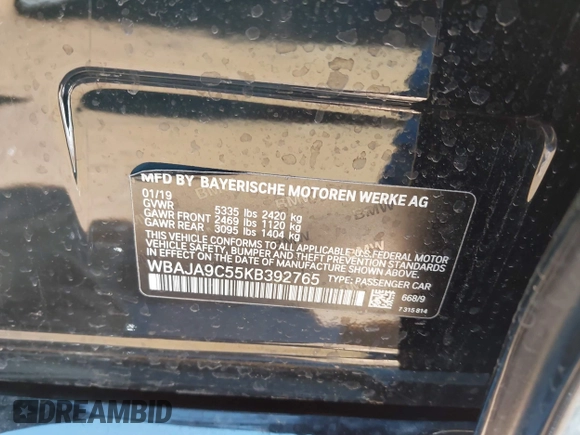 MFD BY BAYERISCHE MOTOREN WERKE AG
01/19
GVWR 5335 lbs 2420 kg
GAWR FRONT 2469 lbs 1120 kg
GAWR REAR 3095 lbs 1404 kg
THIS VEHICLE CONFORMS TO ALL APPLICABLE U.S. FEDERAL MOTOR
VEHICLE SAFETY, BUMPER AND THEFT PREVENTION STANDARDS
IN EFFECT ON THE DATE OF MANUFACTURE SHOWN ABOVE.
WBAJA9C55KB392765 TYPE: PASSENGER CAR
668/9
7 315 814
DREAMBID